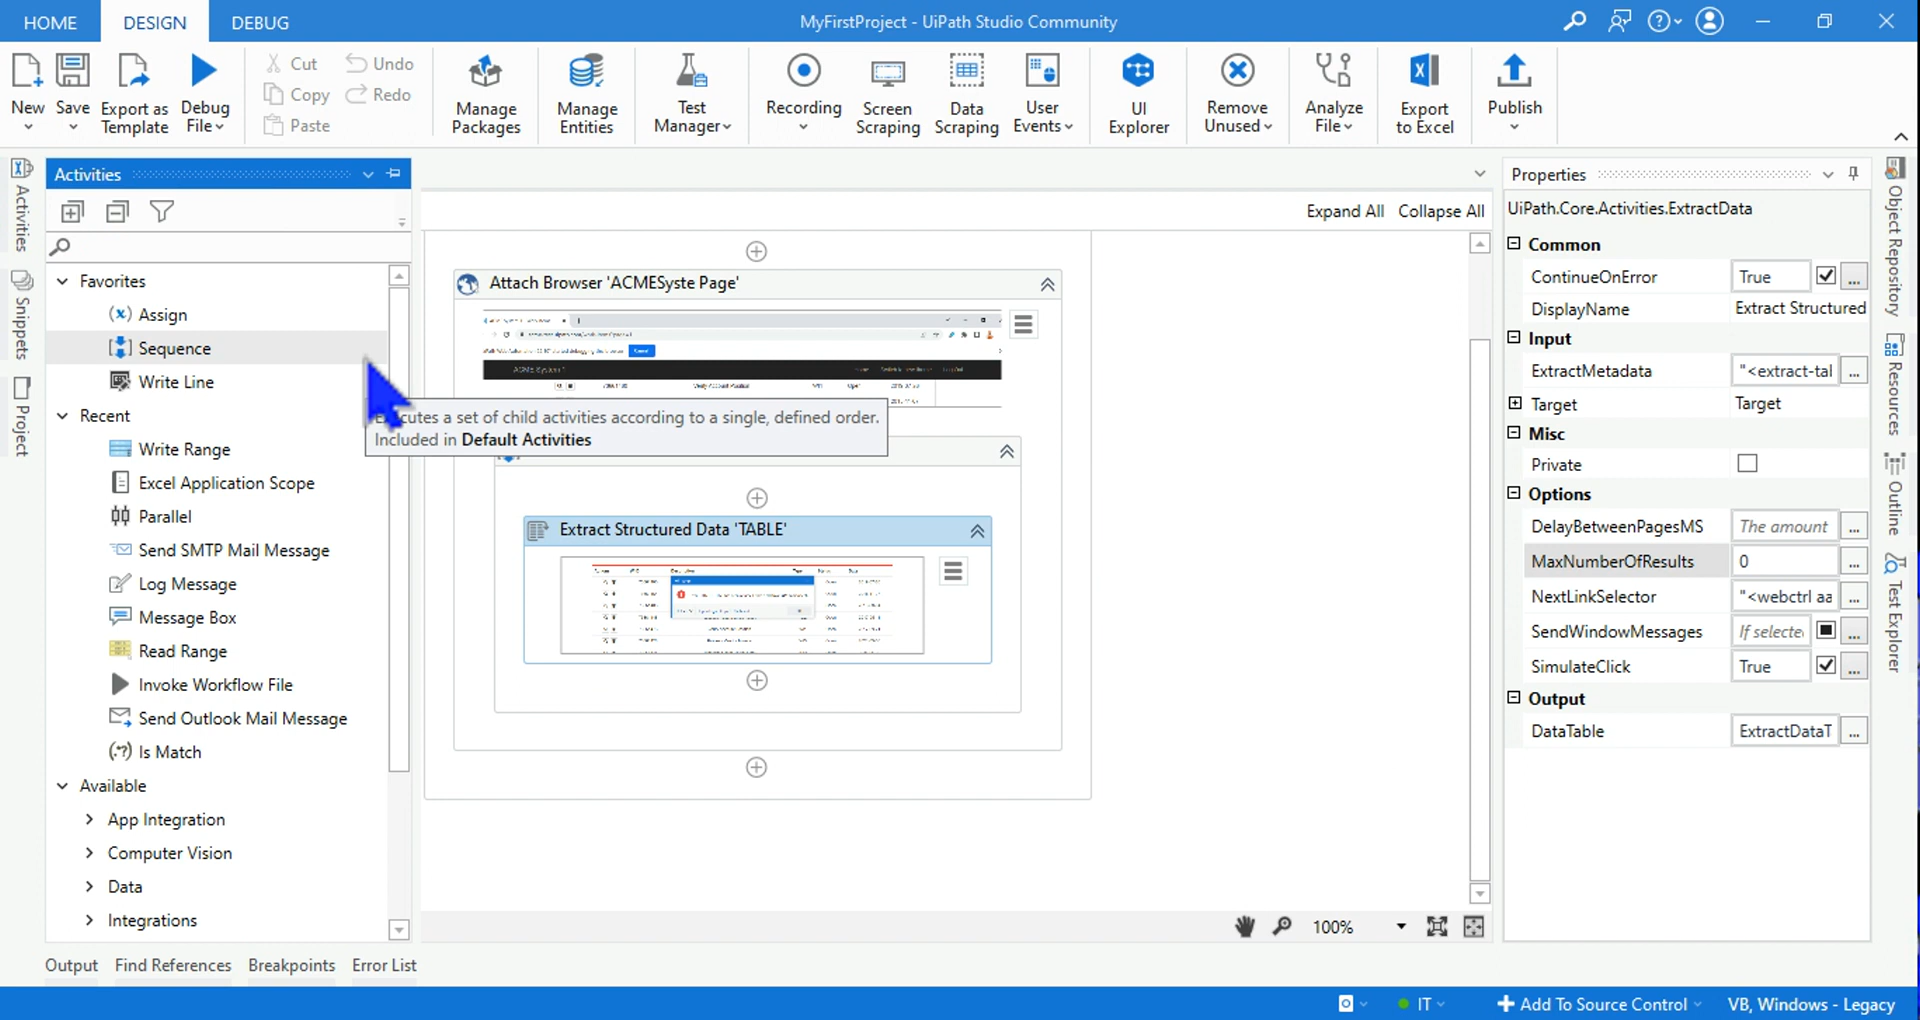 HOME DESIGN DEBUG MyFirstProject - UiPath Studio Community
New Save Export as Template Debug File
Cut Undo
Copy Redo
Paste
Manage Packages
Manage Entities
Test Manager
Recording
Screen Scraping
Data Scraping
User Events
UI Explorer
Remove Unused
Analyze File
Export to Excel
Publish
Activities
Snippets
Project
Activities
Favorites
Assign
Sequence
Write Line
Recent
Write Range
Excel Application Scope
Parallel
Send SMTP Mail Message
Log Message
Message Box
Read Range
Invoke Workflow File
Send Outlook Mail Message
Is Match
Available
App Integration
Computer Vision
Data
Integrations
Expand All Collapse All
Attach Browser 'ACMESyste Page'
cutes a set of child activities according to a single, defined order.
Included in Default Activities
Extract Structured Data 'TABLE'
100%
Properties
UiPath.Core.Activities.ExtractData
Common
ContinueOnError True ...
DisplayName Extract Structured
Input
ExtractMetadata "<extract-tal ...
Target Target
Misc
Private
Options
DelayBetweenPagesMS The amount ...
MaxNumberOfResults 0 ...
NextLinkSelector "<webctrl aa ...
SendWindowMessages If selecte ...
SimulateClick True ...
Output
DataTable ExtractDataT ...
Object Repository
Resources
Outline
Test Explorer
Output Find References Breakpoints Error List
IT Add To Source Control VB, Windows - Legacy